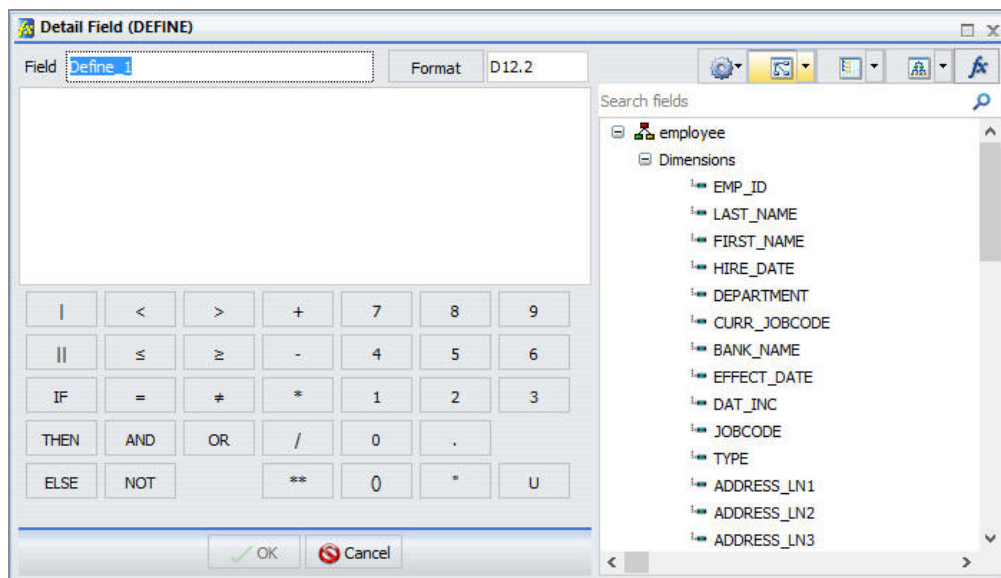 Detail Field (DEFINE)
Field Define_1 Format D12.2
fx
Search fields
employee
Dimensions
EMP_ID
LAST_NAME
FIRST_NAME
HIRE_DATE
DEPARTMENT
CURR_JOBCODE
BANK_NAME
EFFECT_DATE
DAT_INC
JOBCODE
TYPE
ADDRESS_LN1
ADDRESS_LN2
ADDRESS_LN3
| < > + 7 8 9
|| ≤ ≥ - 4 5 6
IF = ≠ * 1 2 3
THEN AND OR / 0 .
ELSE NOT ** () " U
OK Cancel